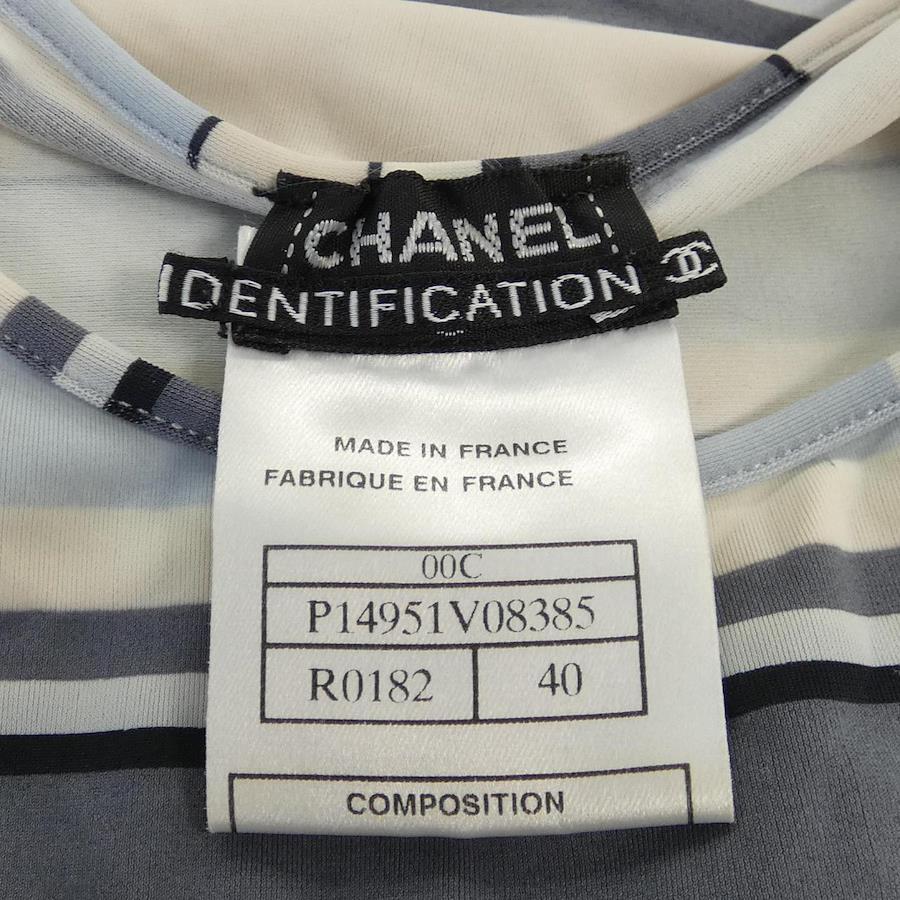 CHANEL
IDENTIFICATION
MADE IN FRANCE
FABRIQUE EN FRANCE
00C
P14951V08385
R0182 40
COMPOSITION